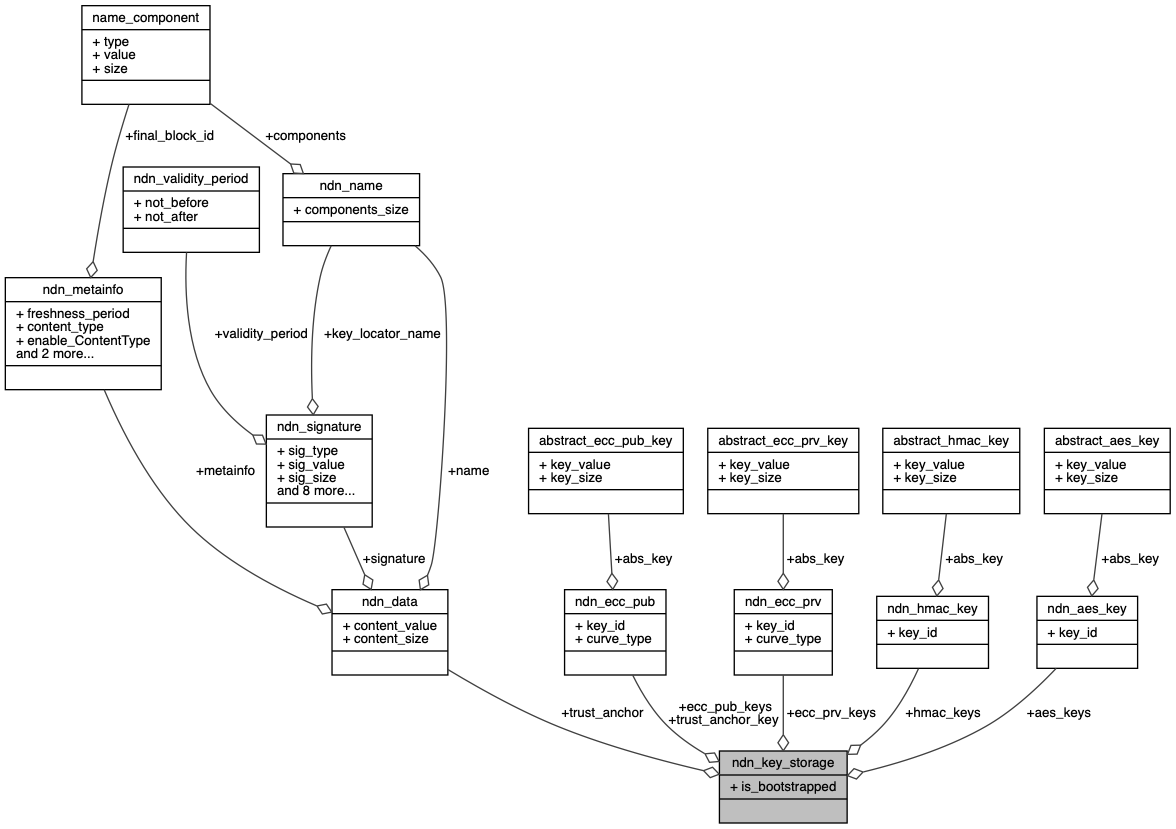 name_component
+ type
+ value
+ size
+final_block_id
+components
ndn_validity_period
+ not_before
+ not_after
ndn_name
+ components_size
ndn_metainfo
+ freshness_period
+ content_type
+ enable_ContentType
and 2 more...
+validity_period
+key_locator_name
ndn_signature
+ sig_type
+ sig_value
+ sig_size
and 8 more...
abstract_ecc_pub_key
+ key_value
+ key_size
abstract_ecc_prv_key
+ key_value
+ key_size
abstract_hmac_key
+ key_value
+ key_size
abstract_aes_key
+ key_value
+ key_size
+metainfo
+name
+signature
+abs_key
+abs_key
+abs_key
+abs_key
ndn_data
+ content_value
+ content_size
ndn_ecc_pub
+ key_id
+ curve_type
ndn_ecc_prv
+ key_id
+ curve_type
ndn_hmac_key
+ key_id
ndn_aes_key
+ key_id
+trust_anchor
+ecc_pub_keys
+trust_anchor_key
+ecc_prv_keys
+hmac_keys
+aes_keys
ndn_key_storage
+ is_bootstrapped